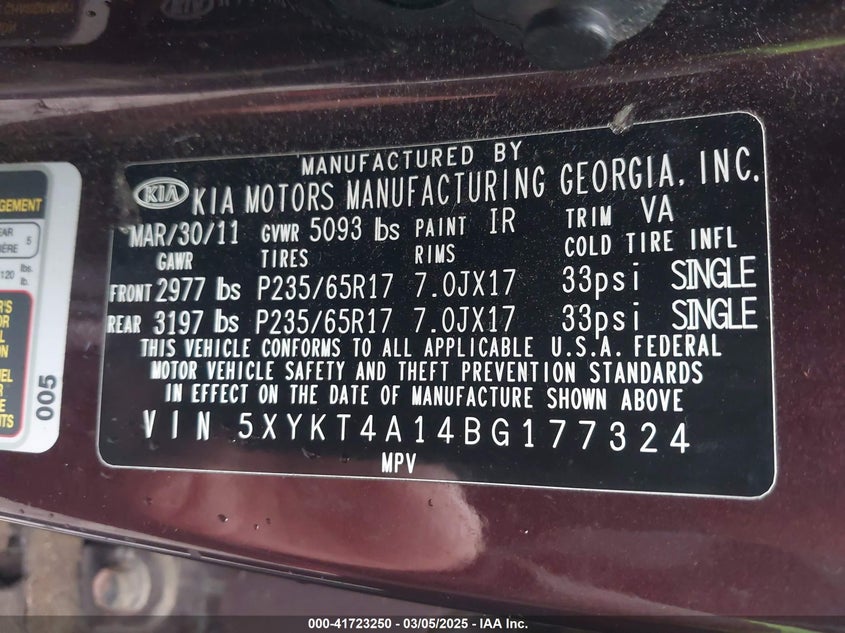 MANUFACTURED BY
KIA KIA MOTORS MANUFACTURING GEORGIA, INC.
MAR/30/11 GVWR 5093 lbs PAINT IR TRIM VA
GAWR TIRES RIMS COLD TIRE INFL
FRONT 2977 lbs P235/65R17 7.0JX17 33psi SINGLE
REAR 3197 lbs P235/65R17 7.0JX17 33psi SINGLE
THIS VEHICLE CONFORMS TO ALL APPLICABLE U.S.A. FEDERAL
MOTOR VEHICLE SAFETY AND THEFT PREVENTION STANDARDS
IN EFFECT ON THE DATE OF MANUFACTURE SHOWN ABOVE
VIN 5XYKT4A14BG177324
MPV
005
000-41723250 - 03/05/2025 - IAA Inc.